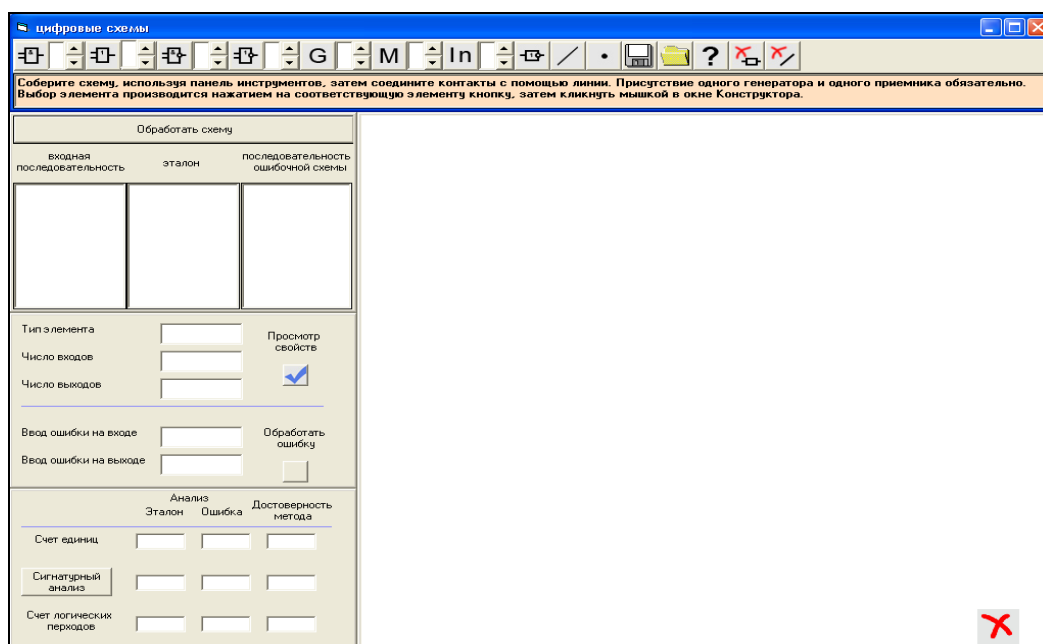 цифровые схемы
G M In ?
Соберите схему, используя панель инструментов, затем соедините контакты с помощью линии. Присутствие одного генератора и одного приемника обязательно.
Выбор элемента производится нажатием на соответствующую элементу кнопку, затем кликнуть мышкой в окне Конструктора.
Обработать схему
входная последовательность
эталон
последовательность ошибочной схемы
Тип элемента
Число входов
Число выходов
Просмотр свойств
Ввод ошибки на входе
Ввод ошибки на выходе
Обработать ошибку
Анализ
Эталон Ошибка
Достоверность метода
Счет единиц
Сигнатурный анализ
Счет логических перходов